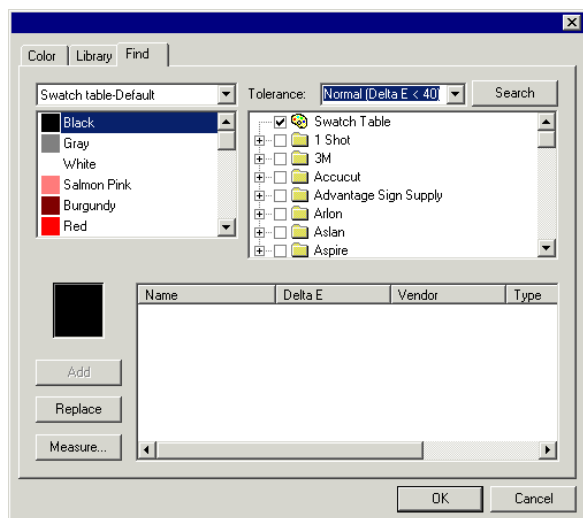 Color Library Find
Swatch table-Default Tolerance: Normal (Delta E < 40) Search
Black
Gray
White
Salmon Pink
Burgundy
Red
Swatch Table
1 Shot
3M
Accucut
Advantage Sign Supply
Arlon
Aslan
Aspire
Name Delta E Vendor Type
Add
Replace
Measure...
OK Cancel